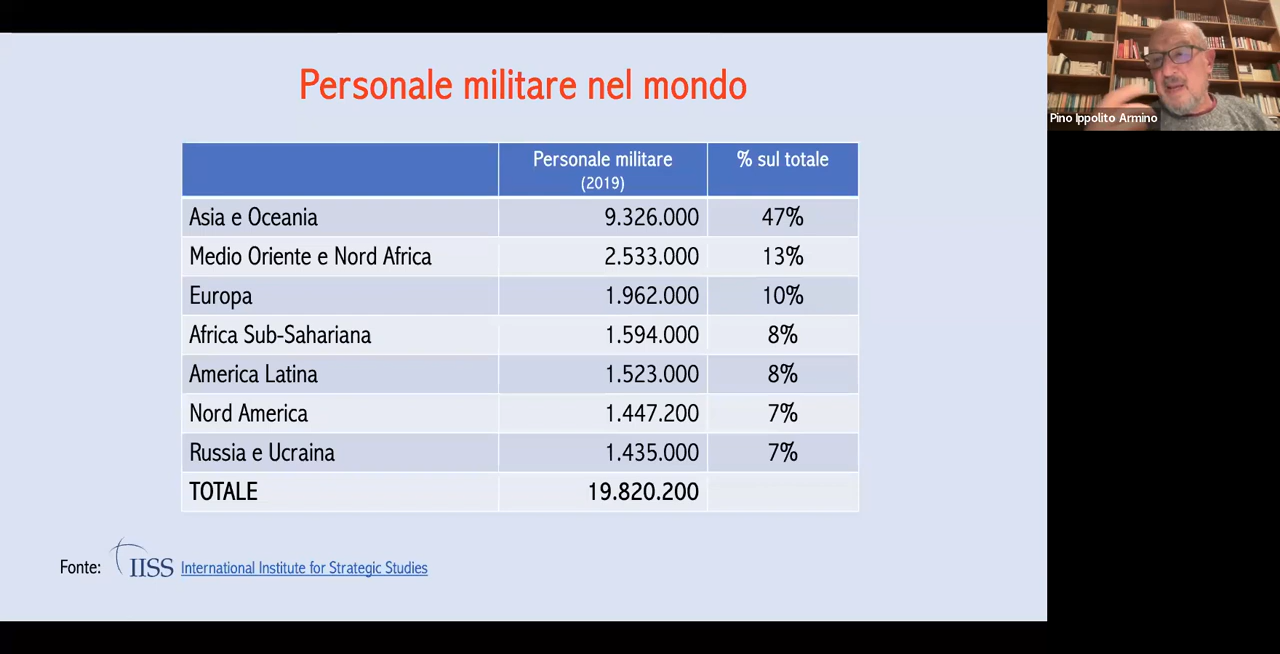 Personale militare nel mondo
Personale militare % sul totale
(2019)
Asia e Oceania 9.326.000 47%
Medio Oriente e Nord Africa 2.533.000 13%
Europa 1.962.000 10%
Africa Sub-Sahariana 1.594.000 8%
America Latina 1.523.000 8%
Nord America 1.447.200 7%
Russia e Ucraina 1.435.000 7%
TOTALE 19.820.200
Fonte: IISS International Institute for Strategic Studies
Pino Ippolito Armino